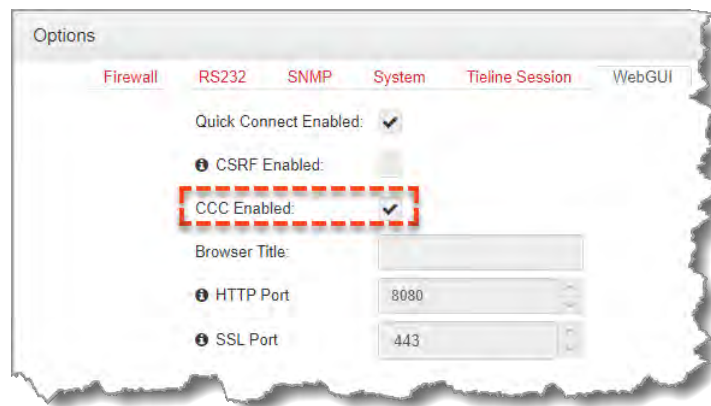 Options
Firewall RS232 SNMP System Tieline Session WebGUI
Quick Connect Enabled:
CSRF Enabled:
CCC Enabled:
Browser Title:
HTTP Port 8080
SSL Port 443